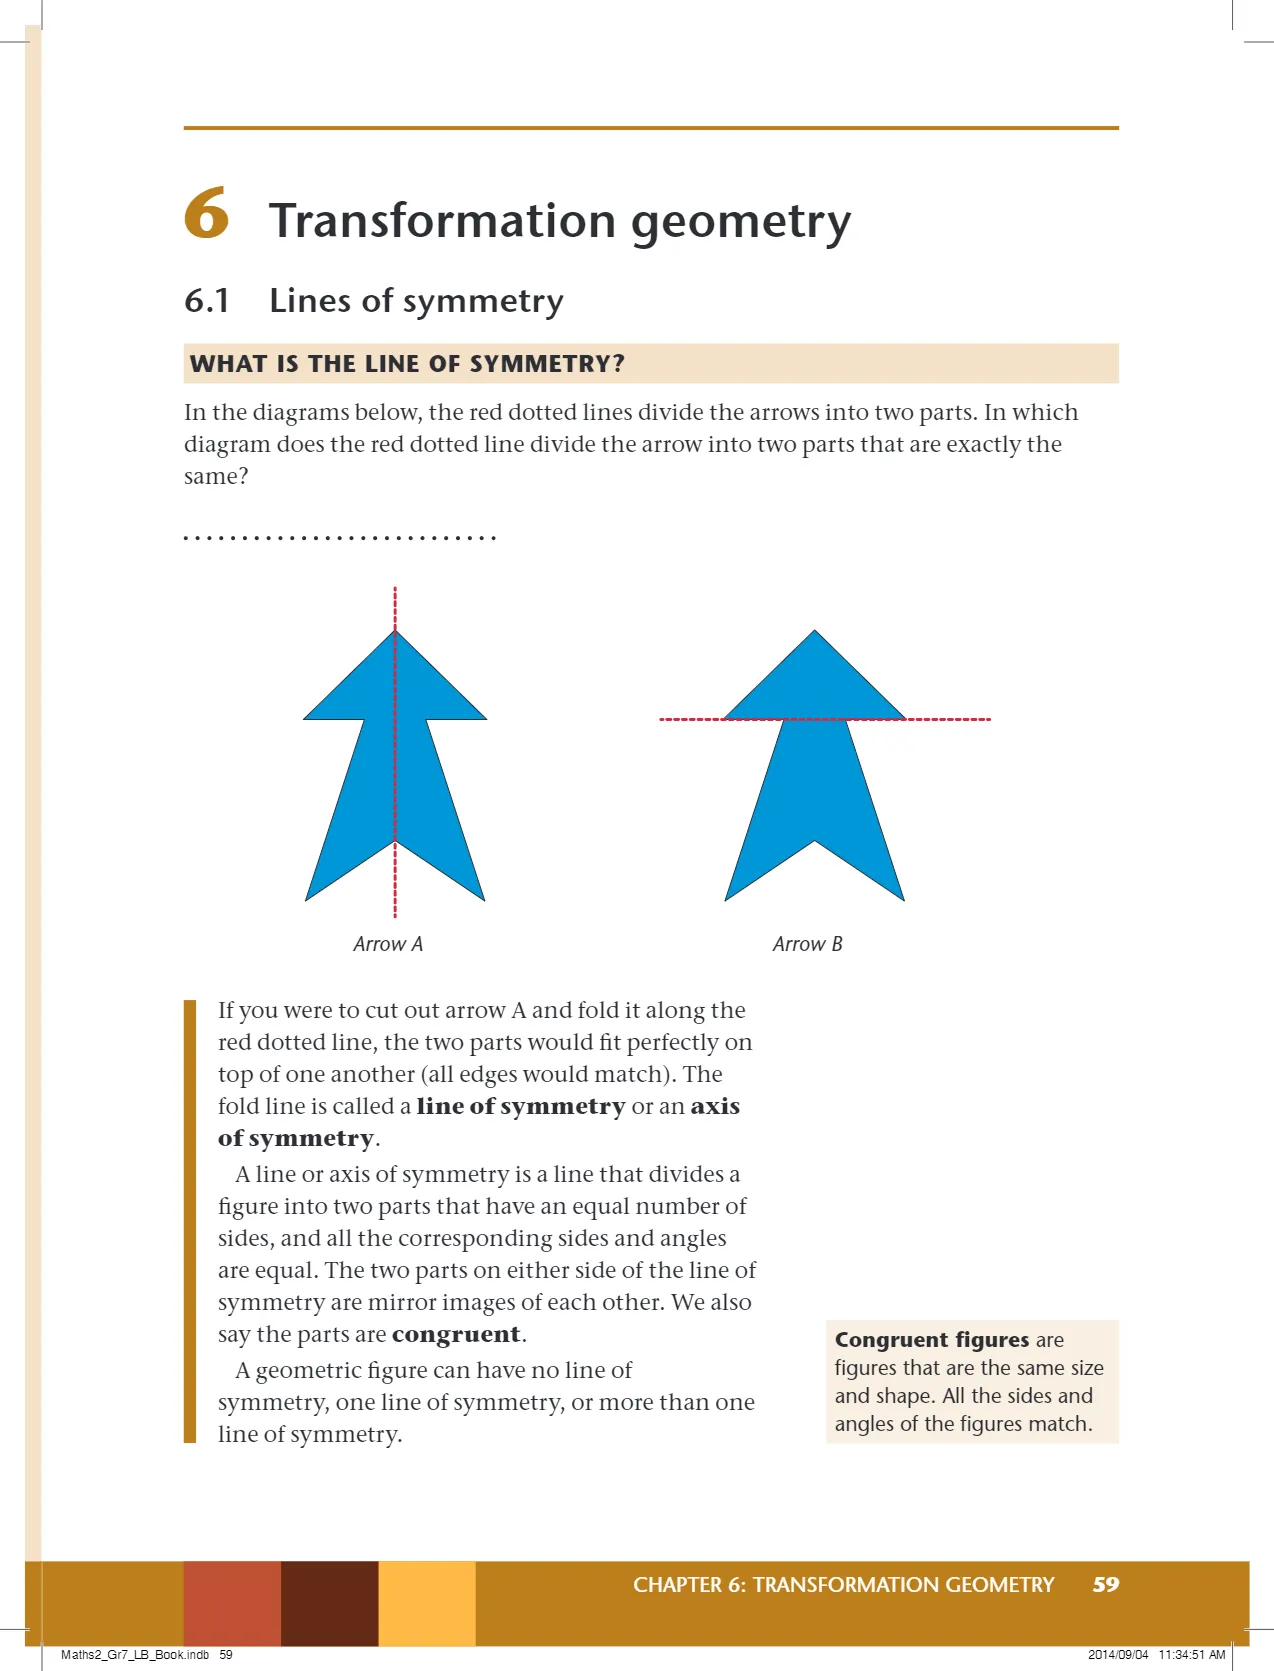 6 Transformation geometry
6.1 Lines of symmetry
WHAT IS THE LINE OF SYMMETRY?
In the diagrams below, the red dotted lines divide the arrows into two parts. In which
diagram does the red dotted line divide the arrow into two parts that are exactly the
same?
. . . . . . . . . . . . . . . . . . . . . . . . . . .
Arrow A
Arrow B
If you were to cut out arrow A and fold it along the
red dotted line, the two parts would fit perfectly on
top of one another (all edges would match). The
fold line is called a line of symmetry or an axis
of symmetry.
A line or axis of symmetry is a line that divides a
figure into two parts that have an equal number of
sides, and all the corresponding sides and angles
are equal. The two parts on either side of the line of
symmetry are mirror images of each other. We also
say the parts are congruent.
A geometric figure can have no line of
symmetry, one line of symmetry, or more than one
line of symmetry.
Congruent figures are
figures that are the same size
and shape. All the sides and
angles of the figures match.
CHAPTER 6: TRANSFORMATION GEOMETRY 59
Maths2_Gr7_LB_Book.indb 59
2014/09/04 11:34:51 AM